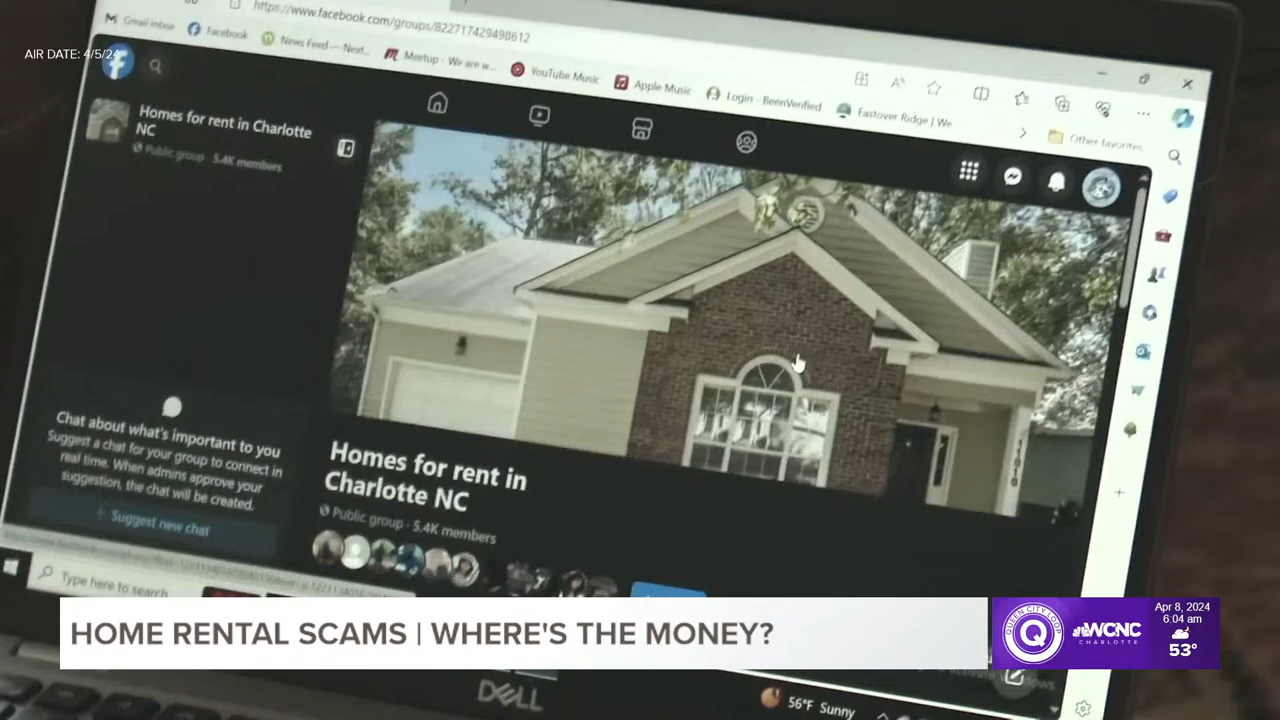 https://www.facebook.com/groups/822717429498612
Gmail Inbox
Facebook
News Feed — Next...
Meetup - We are w...
YouTube Music
Apple Music
Login - BeenVerified
Eastover Ridge | We
Other favorites
AIR DATE: 4/5/24
Homes for rent in Charlotte
NC
Public group · 5.4K members
Chat about what's important to you
Suggest a chat for your group to connect in
real time. When admins approve your
suggestion, the chat will be created.
+ Suggest new chat
Homes for rent in
Charlotte NC
Public group · 5.4K members
Type here to search
HOME RENTAL SCAMS | WHERE'S THE MONEY?
QUEEN CITY
Q
WCNC
CHARLOTTE
Apr 8, 2024
6:04 am
53°
DELL
56°F Sunny